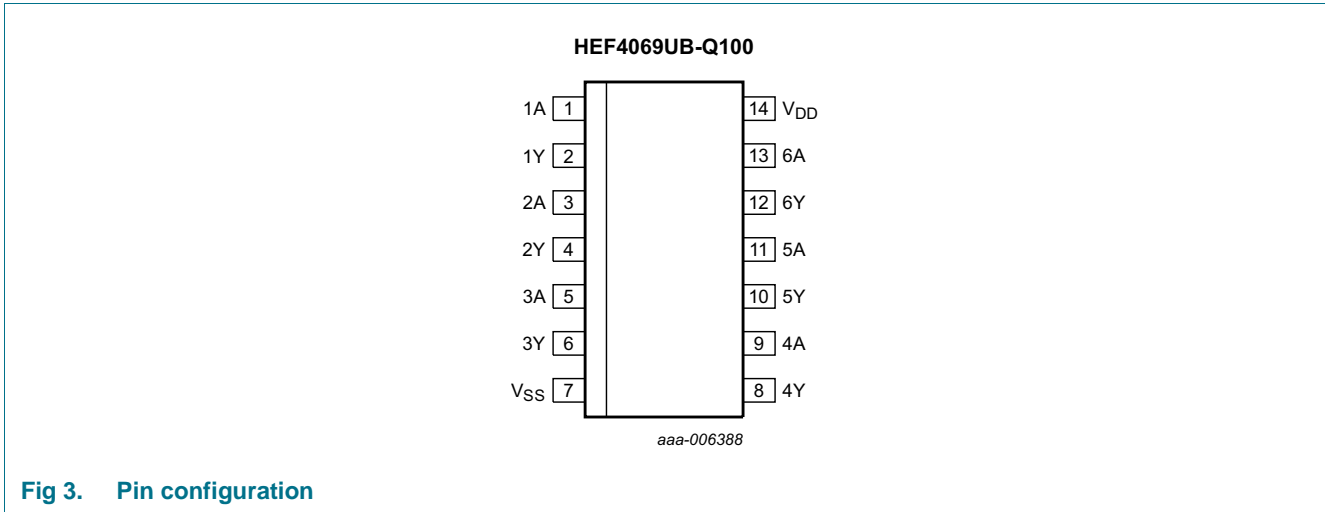 HEF4069UB-Q100
1A 1 14 VDD
1Y 2 13 6A
2A 3 12 6Y
2Y 4 11 5A
3A 5 10 5Y
3Y 6 9 4A
VSS 7 8 4Y
aaa-006388
Fig 3. Pin configuration